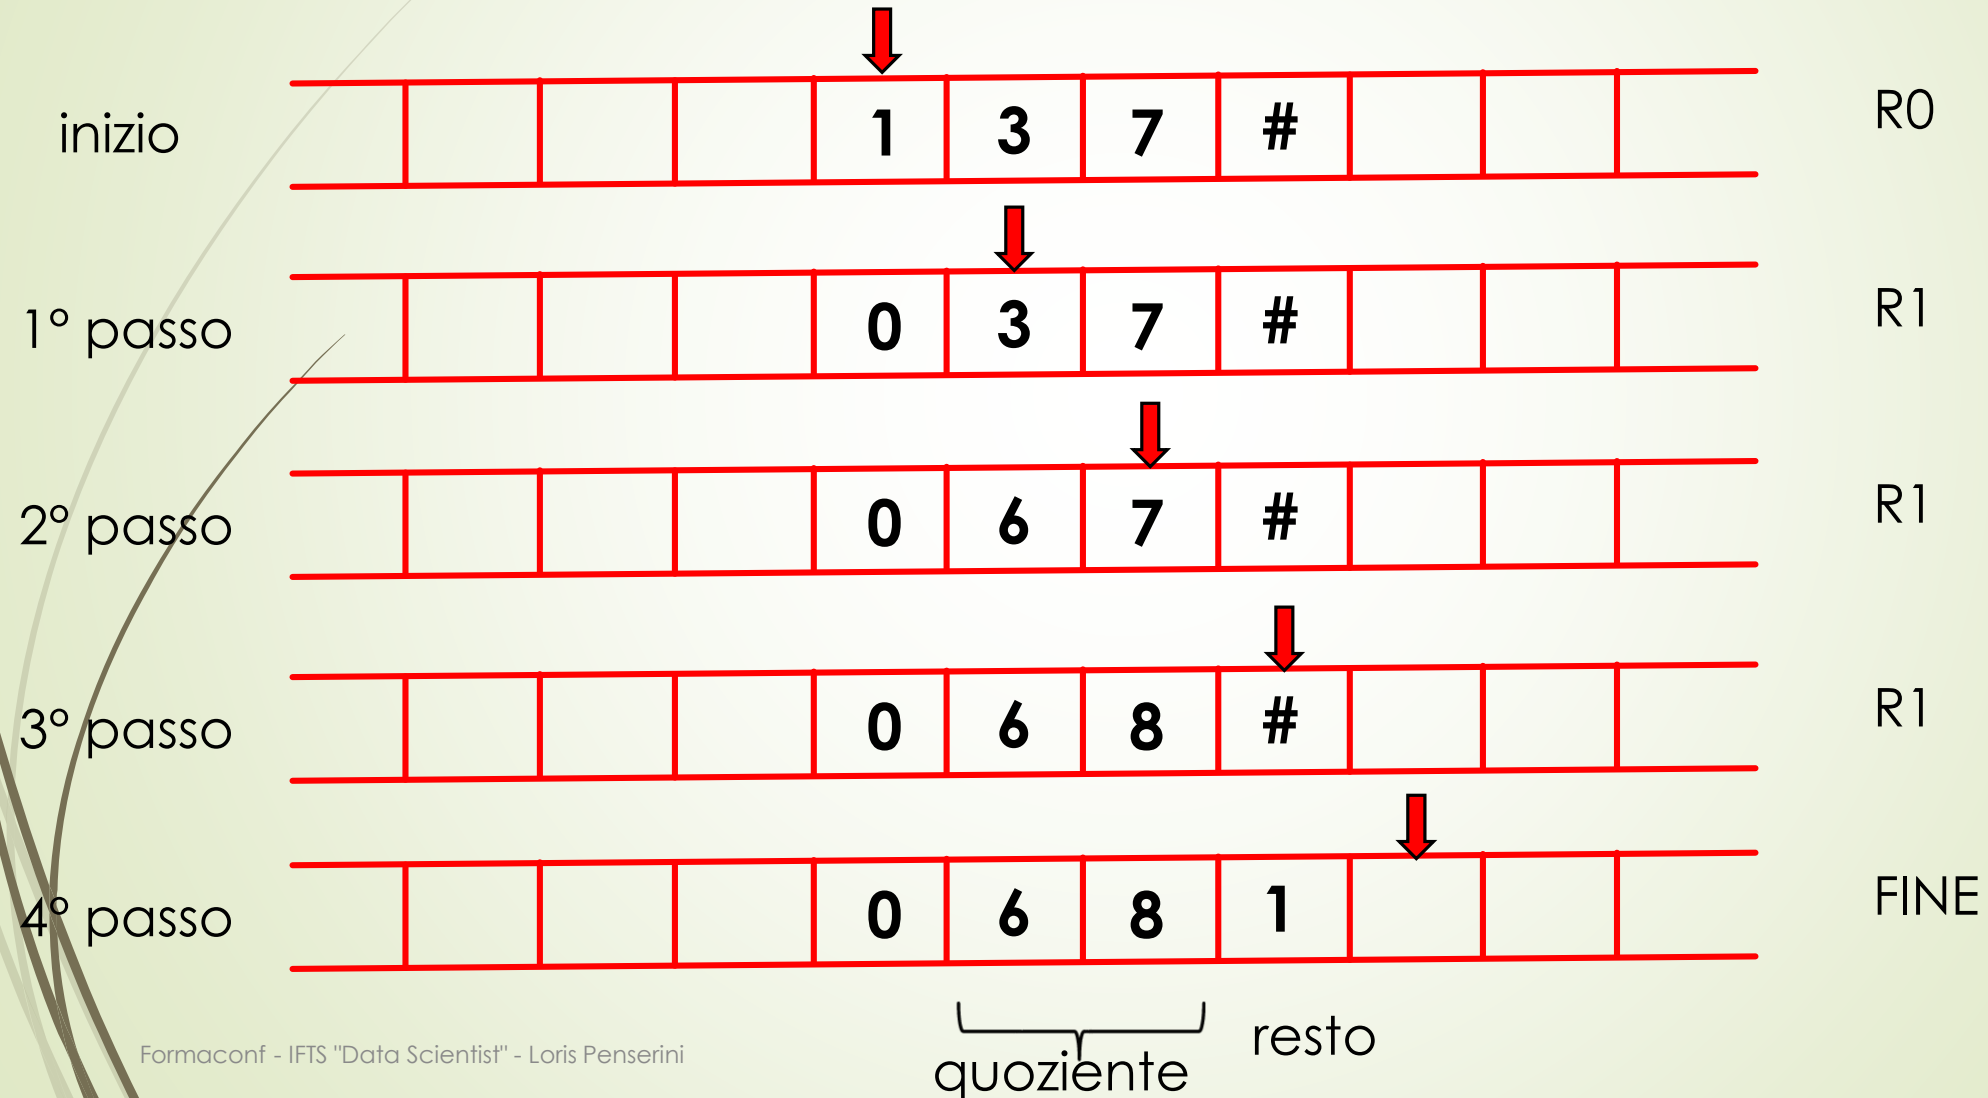 inizio 1 3 7 # R0
1° passo 0 3 7 # R1
2° passo 0 6 7 # R1
3° passo 0 6 8 # R1
4° passo 0 6 8 1 FINE
quoziente resto
Formaconf - IFTS "Data Scientist" - Loris Penserini